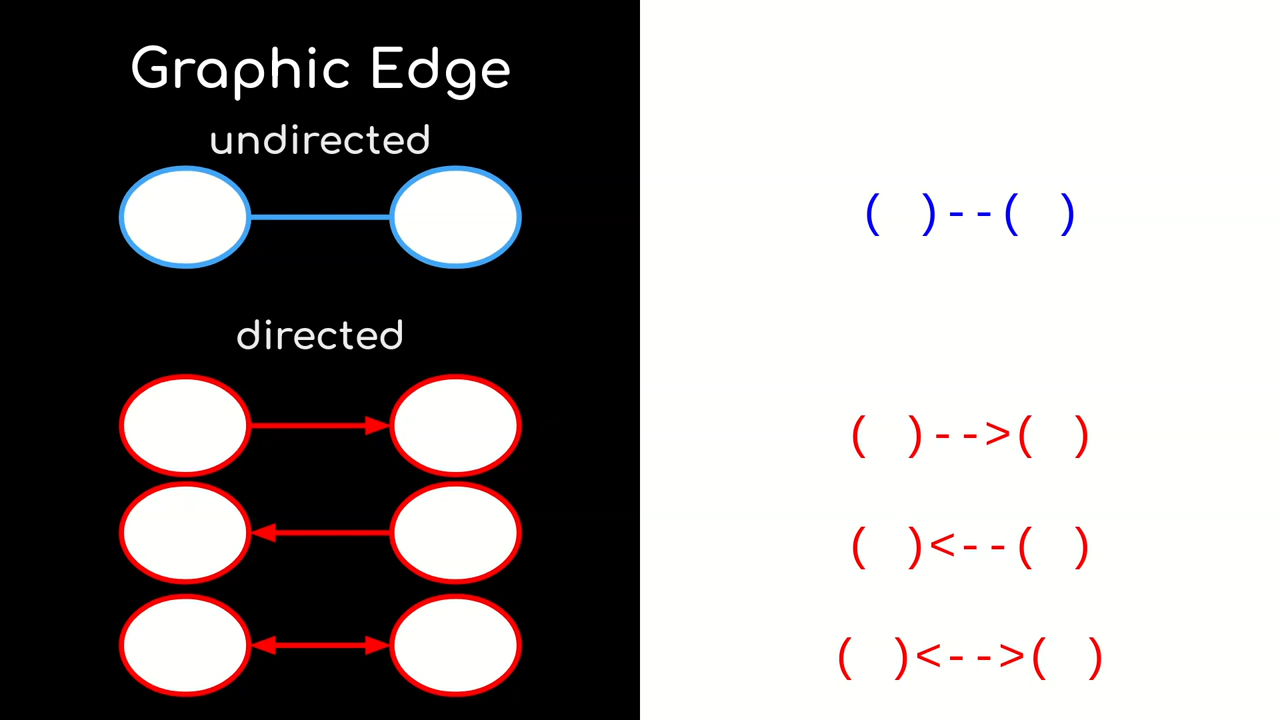 Graphic Edge
undirected
( )--( )
directed
( )-->( )
( )<--( )
( )<-->( )